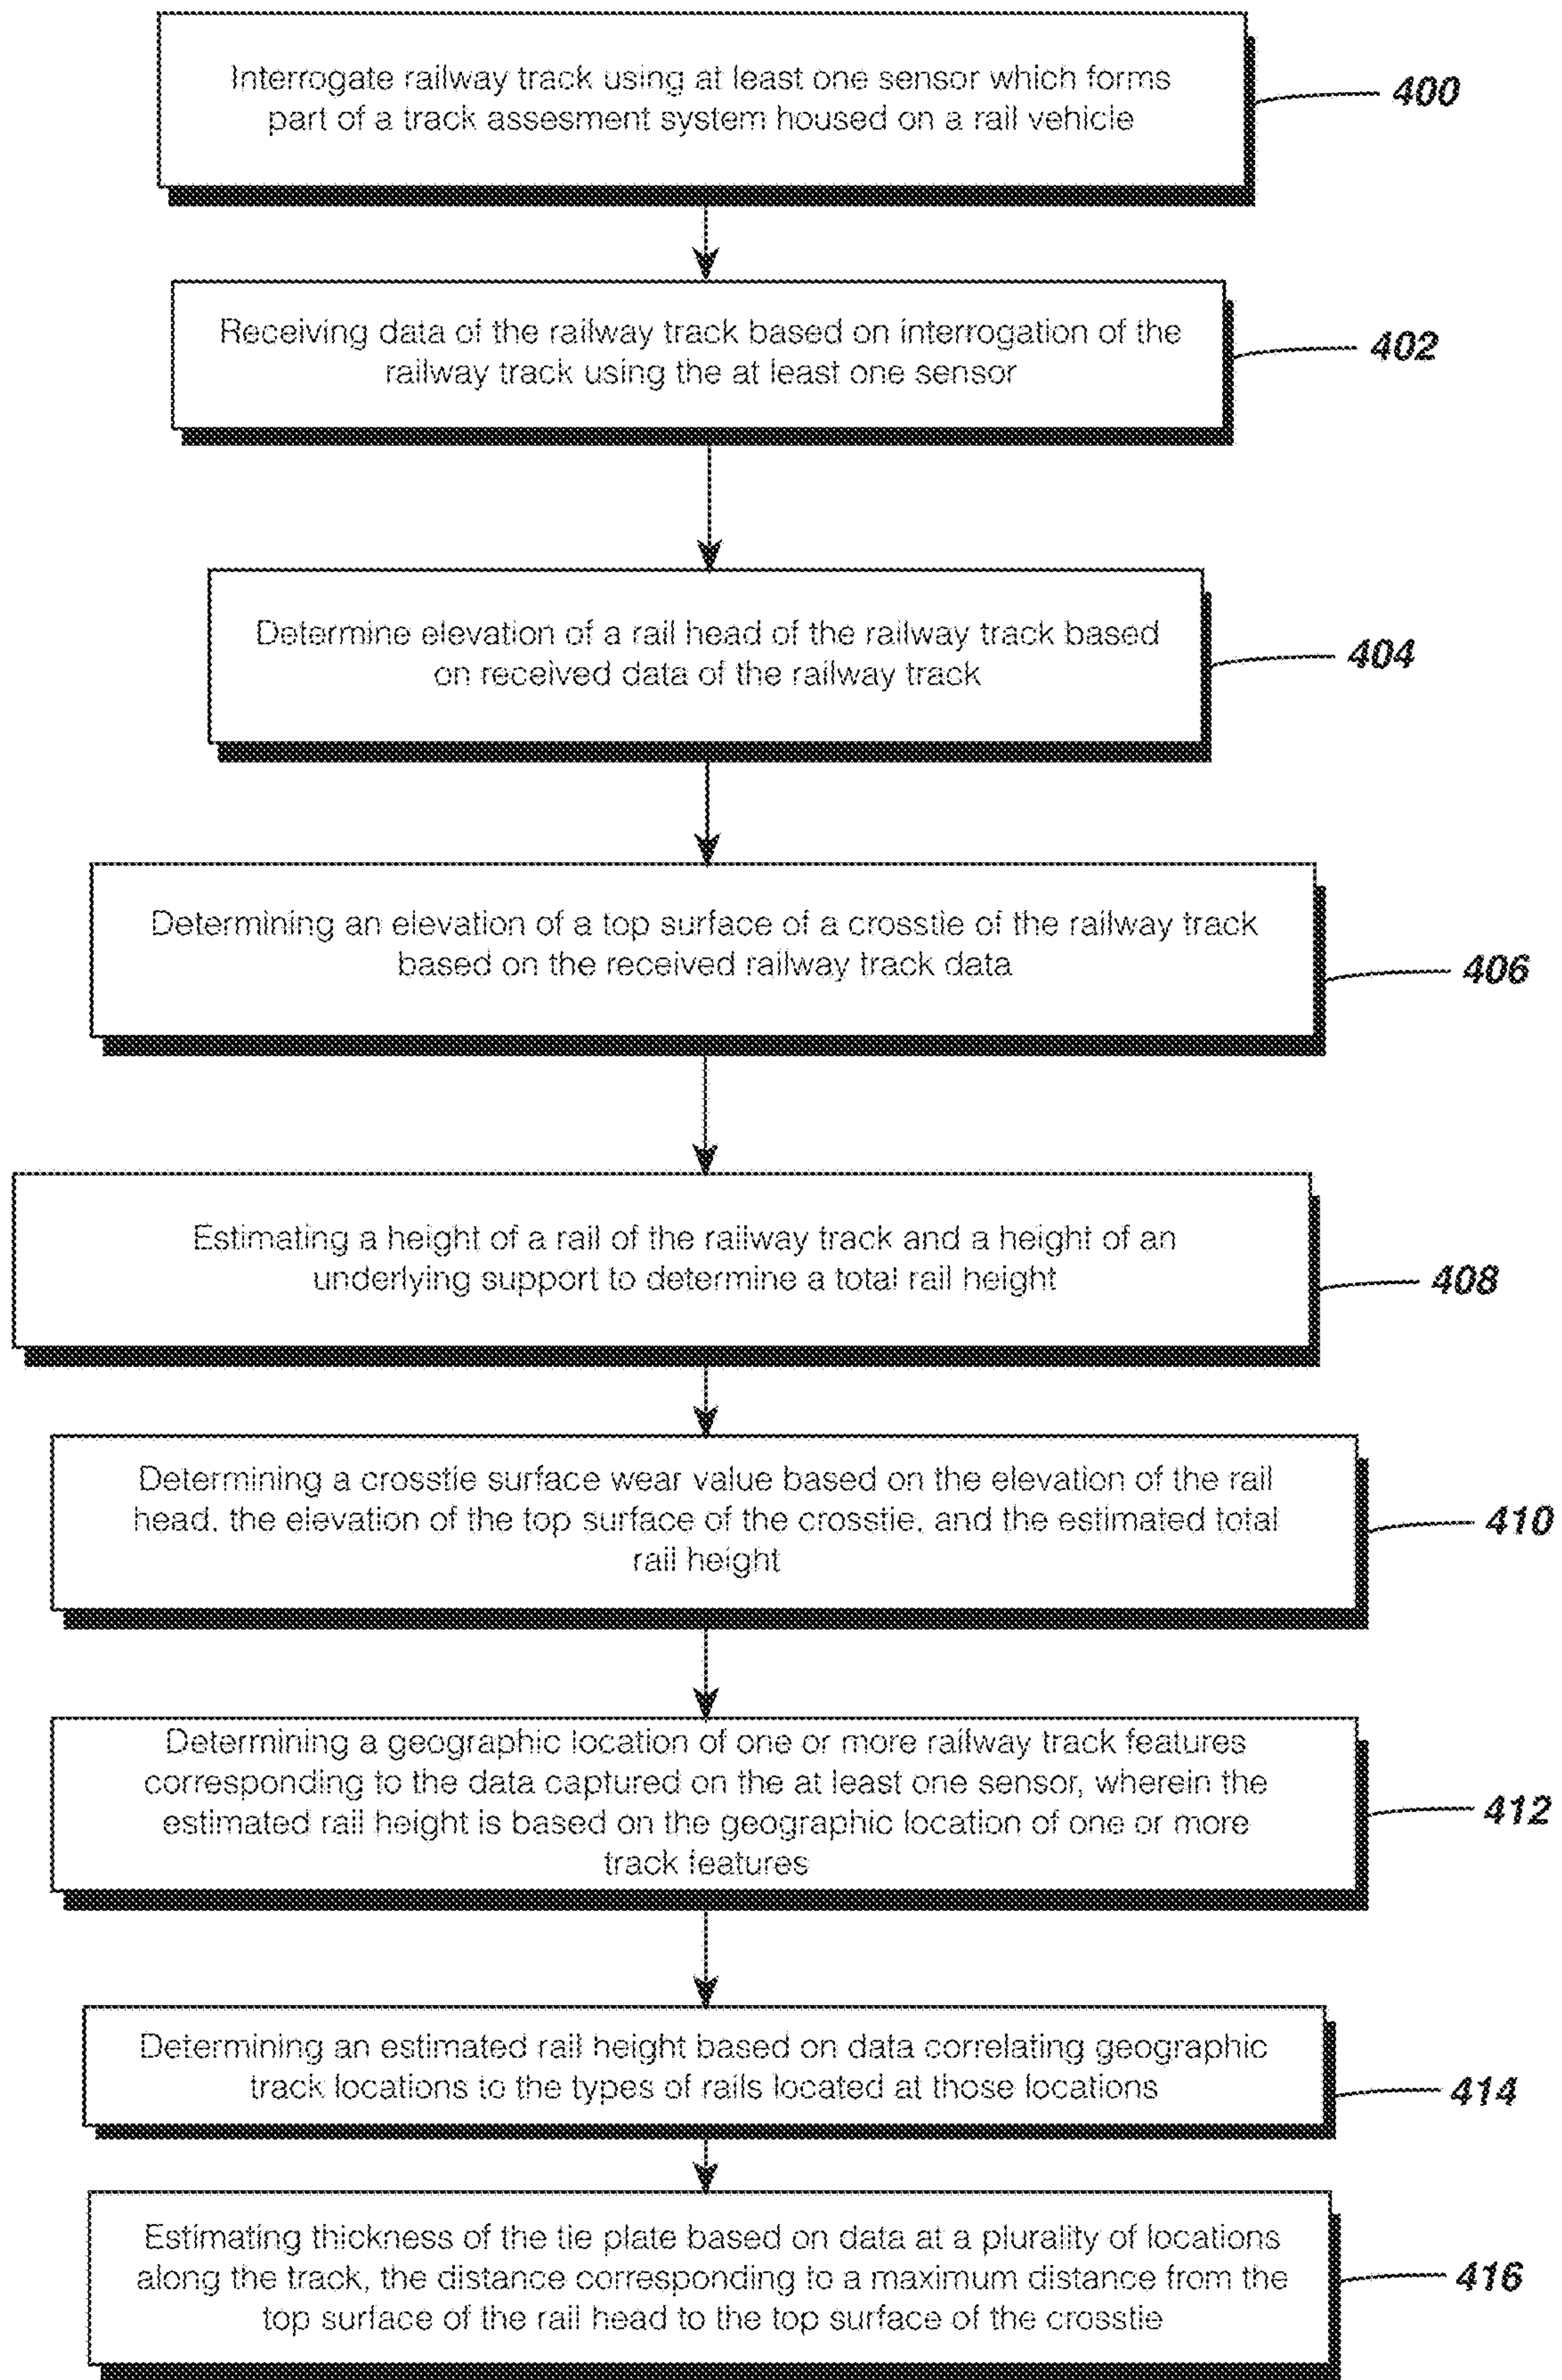 Interrogate railway track using at least one sensor which forms
part of a track assesment system housed on a rail vehicle
400
Receiving data of the railway track based on interrogation of the
railway track using the at least one sensor
402
Determine elevation of a rail head of the railway track based
on received data of the railway track
404
Determining an elevation of a top surface of a crosstie of the railway track
based on the received railway track data
406
Estimating a height of a rail of the railway track and a height of an
underlying support to determine a total rail height
408
Determining a crosstie surface wear value based on the elevation of the rail
head, the elevation of the top surface of the crosstie, and the estimated total
rail height
410
Determining a geographic location of one or more railway track features
corresponding to the data captured on the at least one sensor, wherein the
estimated rail height is based on the geographic location of one or more
track features
412
Determining an estimated rail height based on data correlating geographic
track locations to the types of rails located at those locations
414
Estimating thickness of the tie plate based on data at a plurality of locations
along the track, the distance corresponding to a maximum distance from the
top surface of the rail head to the top surface of the crosstie
416